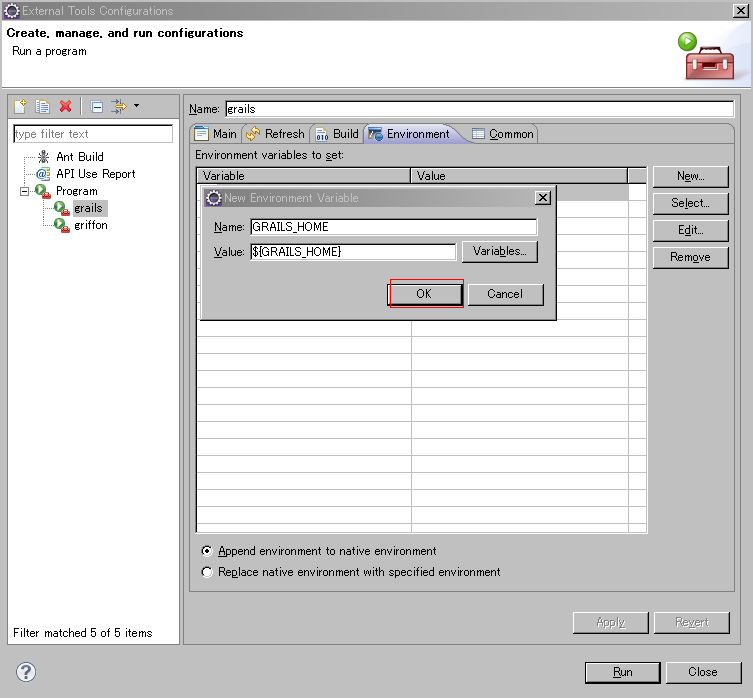 External Tools Configurations
Create, manage, and run configurations
Run a program
type filter text
Ant Build
API Use Report
Program
grails
griffon
Filter matched 5 of 5 items
Name: grails
Main Refresh Build Environment Common
Environment variables to set:
Variable Value
New...
Select...
Edit...
Remove
New Environment Variable
Name: GRAILS_HOME
Value: ${GRAILS_HOME} Variables...
OK Cancel
Append environment to native environment
Replace native environment with specified environment
Apply Revert
Run Close